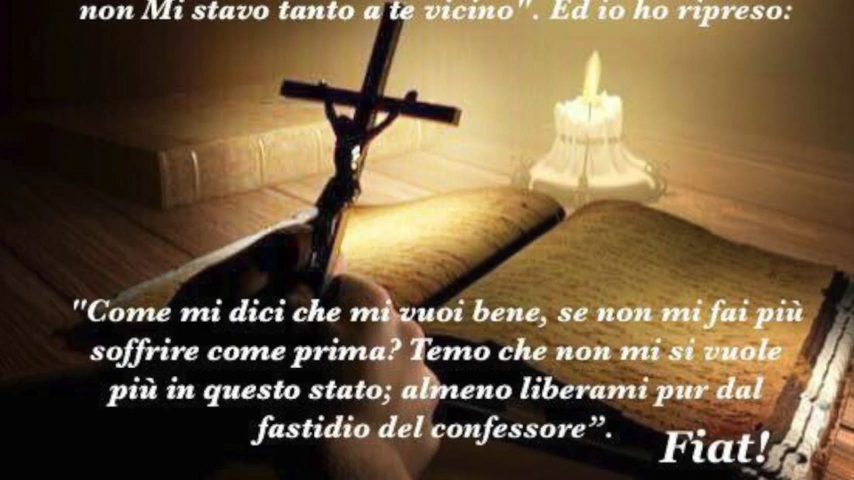 non Mi stavo tanto a te vicino". Ed io ho ripreso:
"Come mi dici che mi vuoi bene, se non mi fai più
soffrire come prima? Temo che non mi si vuole
più in questo stato; almeno liberami pur dal
fastidio del confessore”.
Fiat!